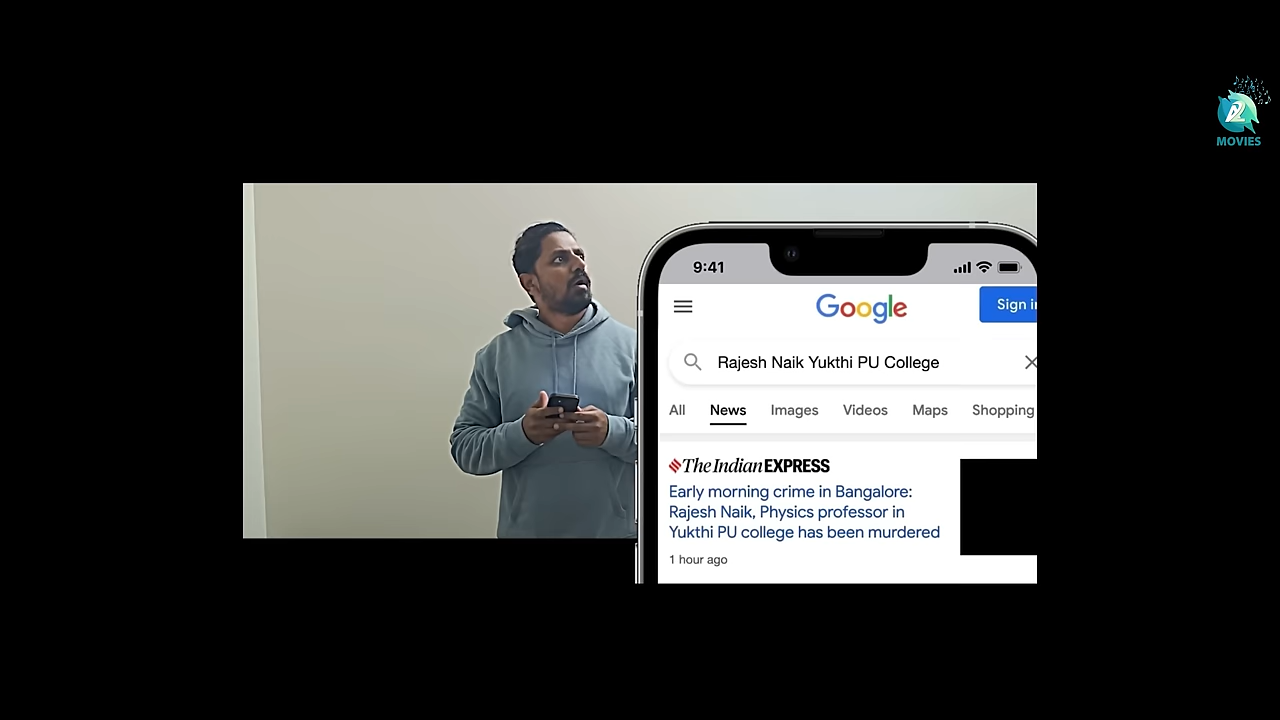 2
MOVIES
9:41
Google
Sign i
Rajesh Naik Yukthi PU College
All News Images Videos Maps Shopping
The Indian EXPRESS
Early morning crime in Bangalore:
Rajesh Naik, Physics professor in
Yukthi PU college has been murdered
1 hour ago